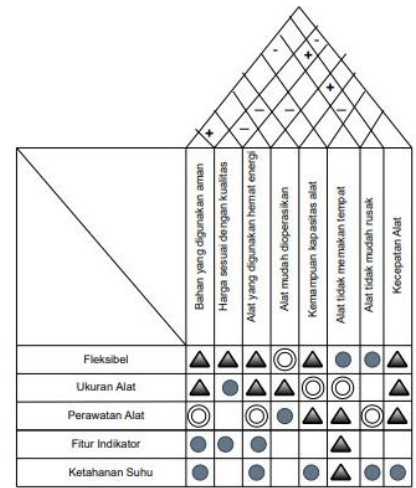 Bahan yang digunakan aman
Harga sesuai dengan kualitas
Alat yang digunakan hemat energi
Alat mudah dioperasikan
Kemampuan kapasitas alat
Alat tidak memakan tempat
Alat tidak mudah rusak
Kecepatan Alat
Fleksibel
Ukuran Alat
Perawatan Alat
Fitur Indikator
Ketahanan Suhu